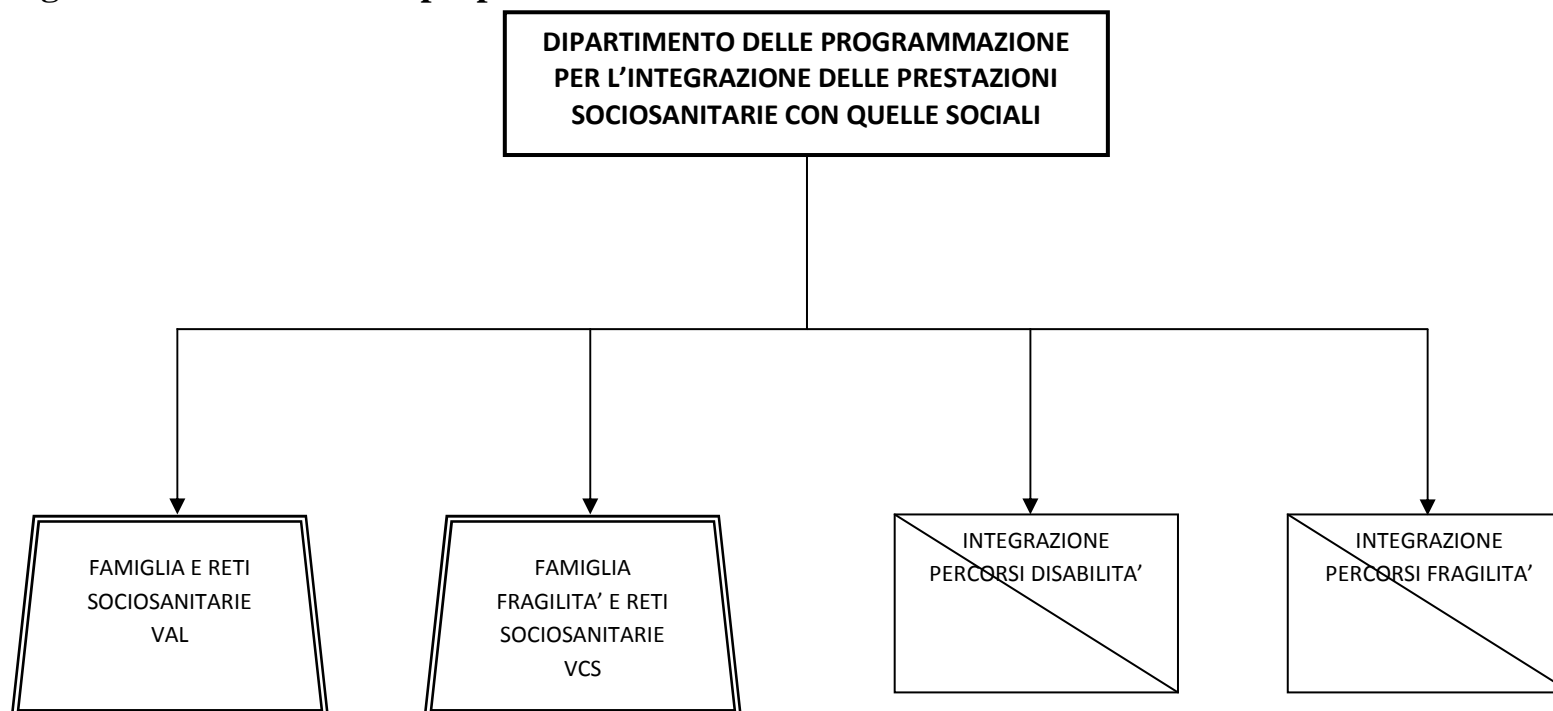 DIPARTIMENTO DELLE PROGRAMMAZIONE
PER L’INTEGRAZIONE DELLE PRESTAZIONI
SOCIOSANITARIE CON QUELLE SOCIALI
FAMIGLIA E RETI
SOCIOSANITARIE
VAL
FAMIGLIA
FRAGILITA’ E RETI
SOCIOSANITARIE
VCS
INTEGRAZIONE
PERCORSI DISABILITA’
INTEGRAZIONE
PERCORSI FRAGILITA’